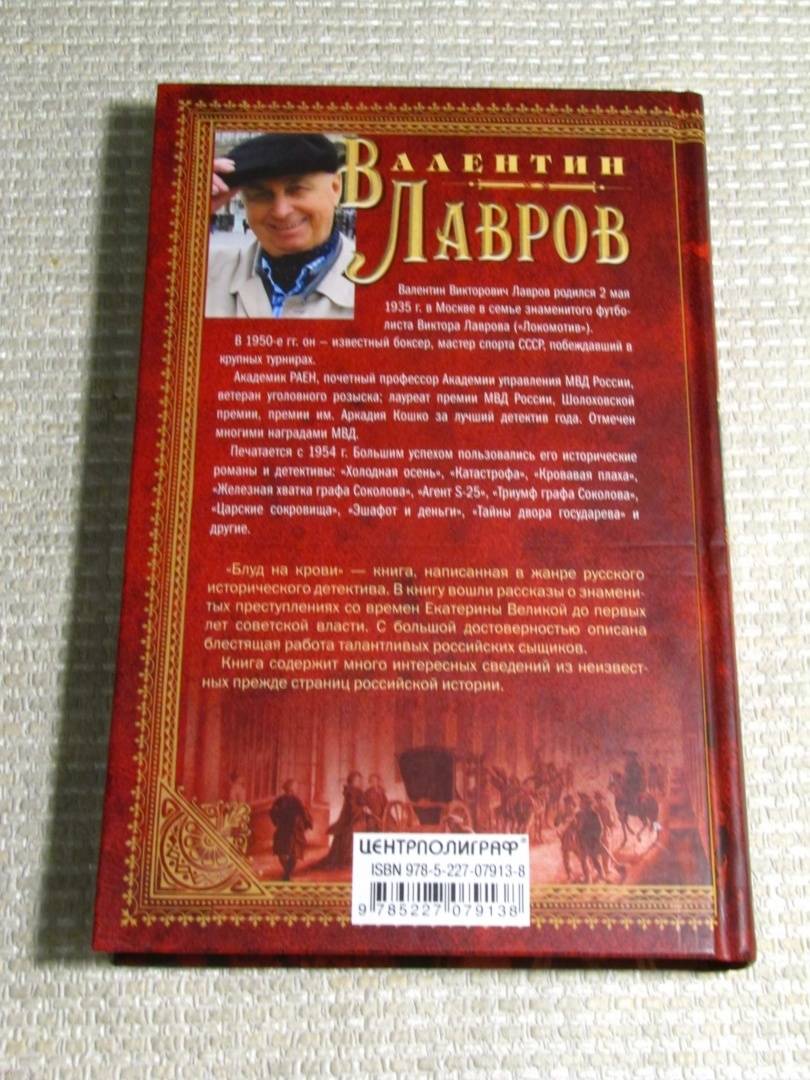 ВАЛЕНТИН
ЛАВРОВ
Валентин Викторович Лавров родился 2 мая
1935 г. в Москве в семье знаменитого футбо-
листа Виктора Лаврова («Локомотив»).
В 1950-е гг. он — известный боксер, мастер спорта СССР, побеждавший в
крупных турнирах.
Академик РАЕН, почетный профессор Академии управления МВД России,
ветеран уголовного розыска; лауреат премии МВД России, Шолоховской
премии, премии им. Аркадия Кошко за лучший детектив года. Отмечен
многими наградами МВД.
Печатается с 1954 г. Большим успехом пользовались его исторические
романы и детективы: «Холодная осень», «Катастрофа», «Кровавая плаха»,
«Железная хватка графа Соколова», «Агент S-25», «Триумф графа Соколова»,
«Царские сокровища», «Эшафот и деньги», «Тайны двора государева» и
другие.
«Блуд на крови» — книга, написанная в жанре русского
исторического детектива. В книгу вошли рассказы о знамени-
тых преступлениях со времен Екатерины Великой до первых
лет советской власти. С большой достоверностью описана
блестящая работа талантливых российских сыщиков.
Книга содержит много интересных сведений из неизвест-
ных прежде страниц российской истории.
ЦЕНТРПОЛИГРАФ®
ISBN 978-5-227-07913-8
9 785227 079138